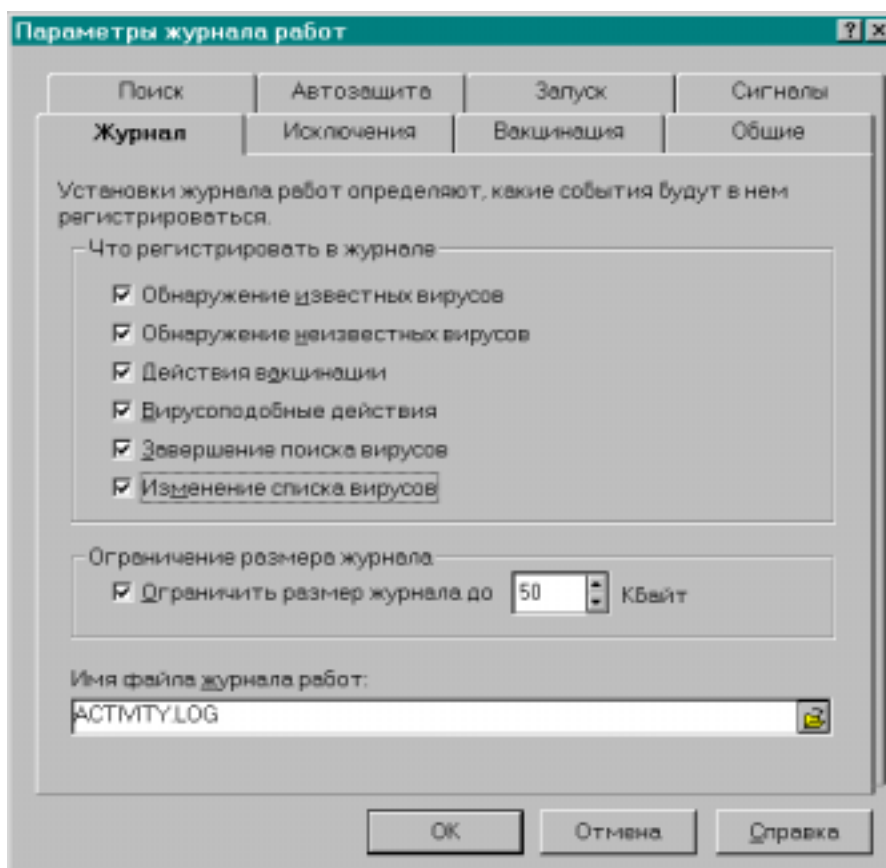 Параметры журнала работ
Поиск Автозащита Запуск Сигналы
Журнал Исключения Вакцинация Общие
Установки журнала работ определяют, какие события будут в нем
регистрироваться.
Что регистрировать в журнале
Обнаружение известных вирусов
Обнаружение неизвестных вирусов
Действия вакцинации
Вирусоподобные действия
Завершение поиска вирусов
Изменение списка вирусов
Ограничение размера журнала
Ограничить размер журнала до 50 КБайт
Имя файла журнала работ:
ACTIVITY.LOG
OK Отмена Справка